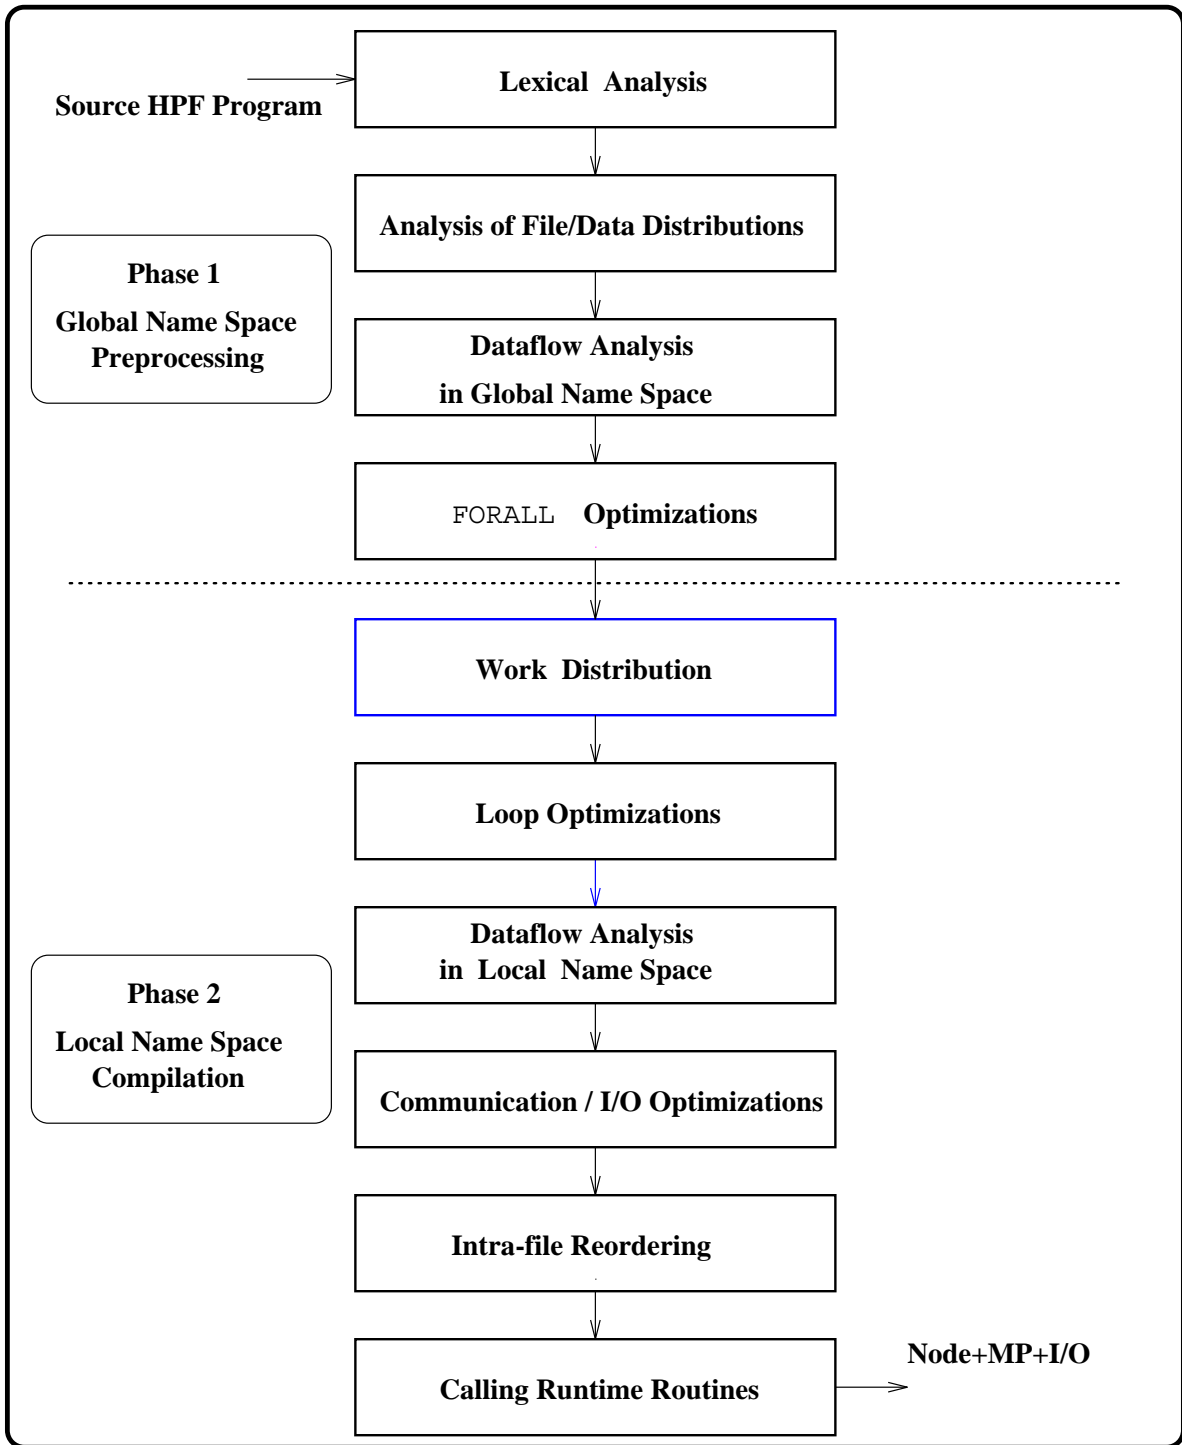 Lexical Analysis
Source HPF Program
Analysis of File/Data Distributions
Phase 1
Global Name Space
Preprocessing
Dataflow Analysis
in Global Name Space
FORALL Optimizations
Work Distribution
Loop Optimizations
Dataflow Analysis
in Local Name Space
Phase 2
Local Name Space
Compilation
Communication / I/O Optimizations
Intra-file Reordering
Node+MP+I/O
Calling Runtime Routines